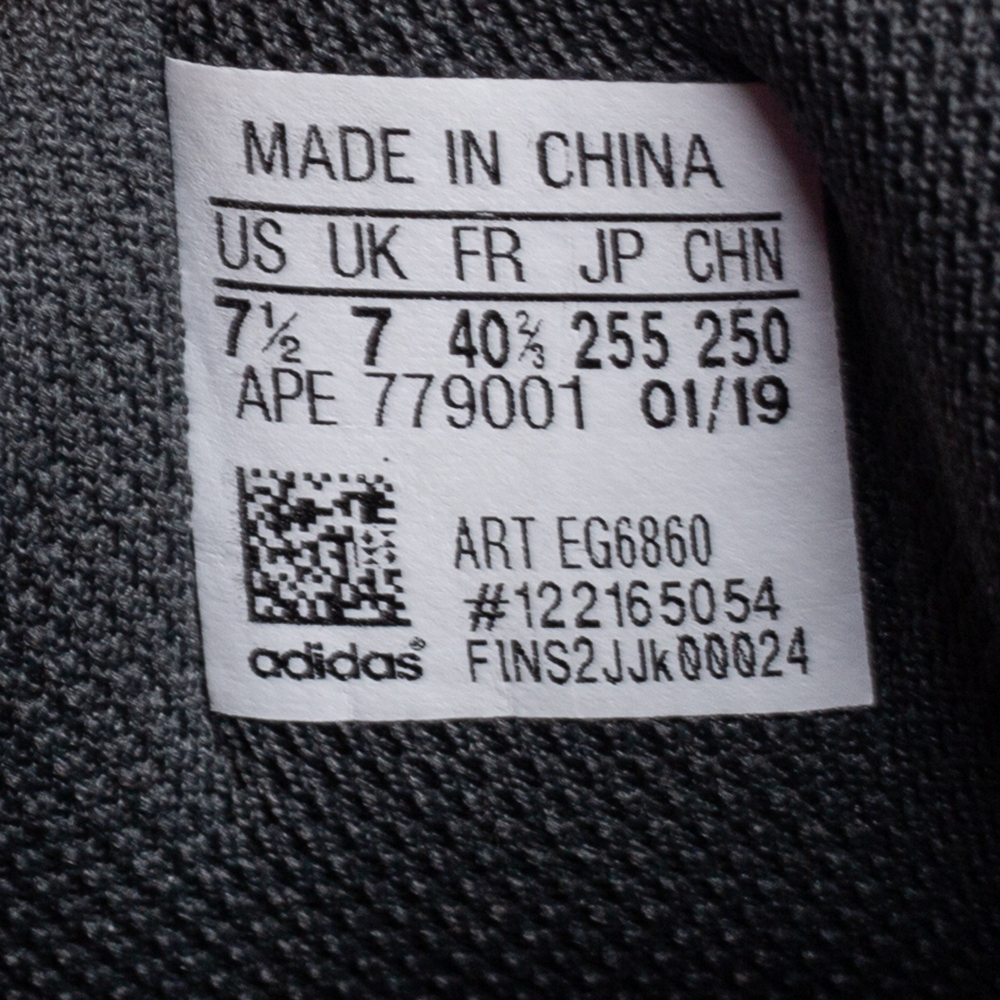 MADE IN CHINA
US UK FR JP CHN
7½ 7 40⅔ 255 250
APE 779001 01/19
ART EG6860
#122165054
adidas® F1NS2JJk00024